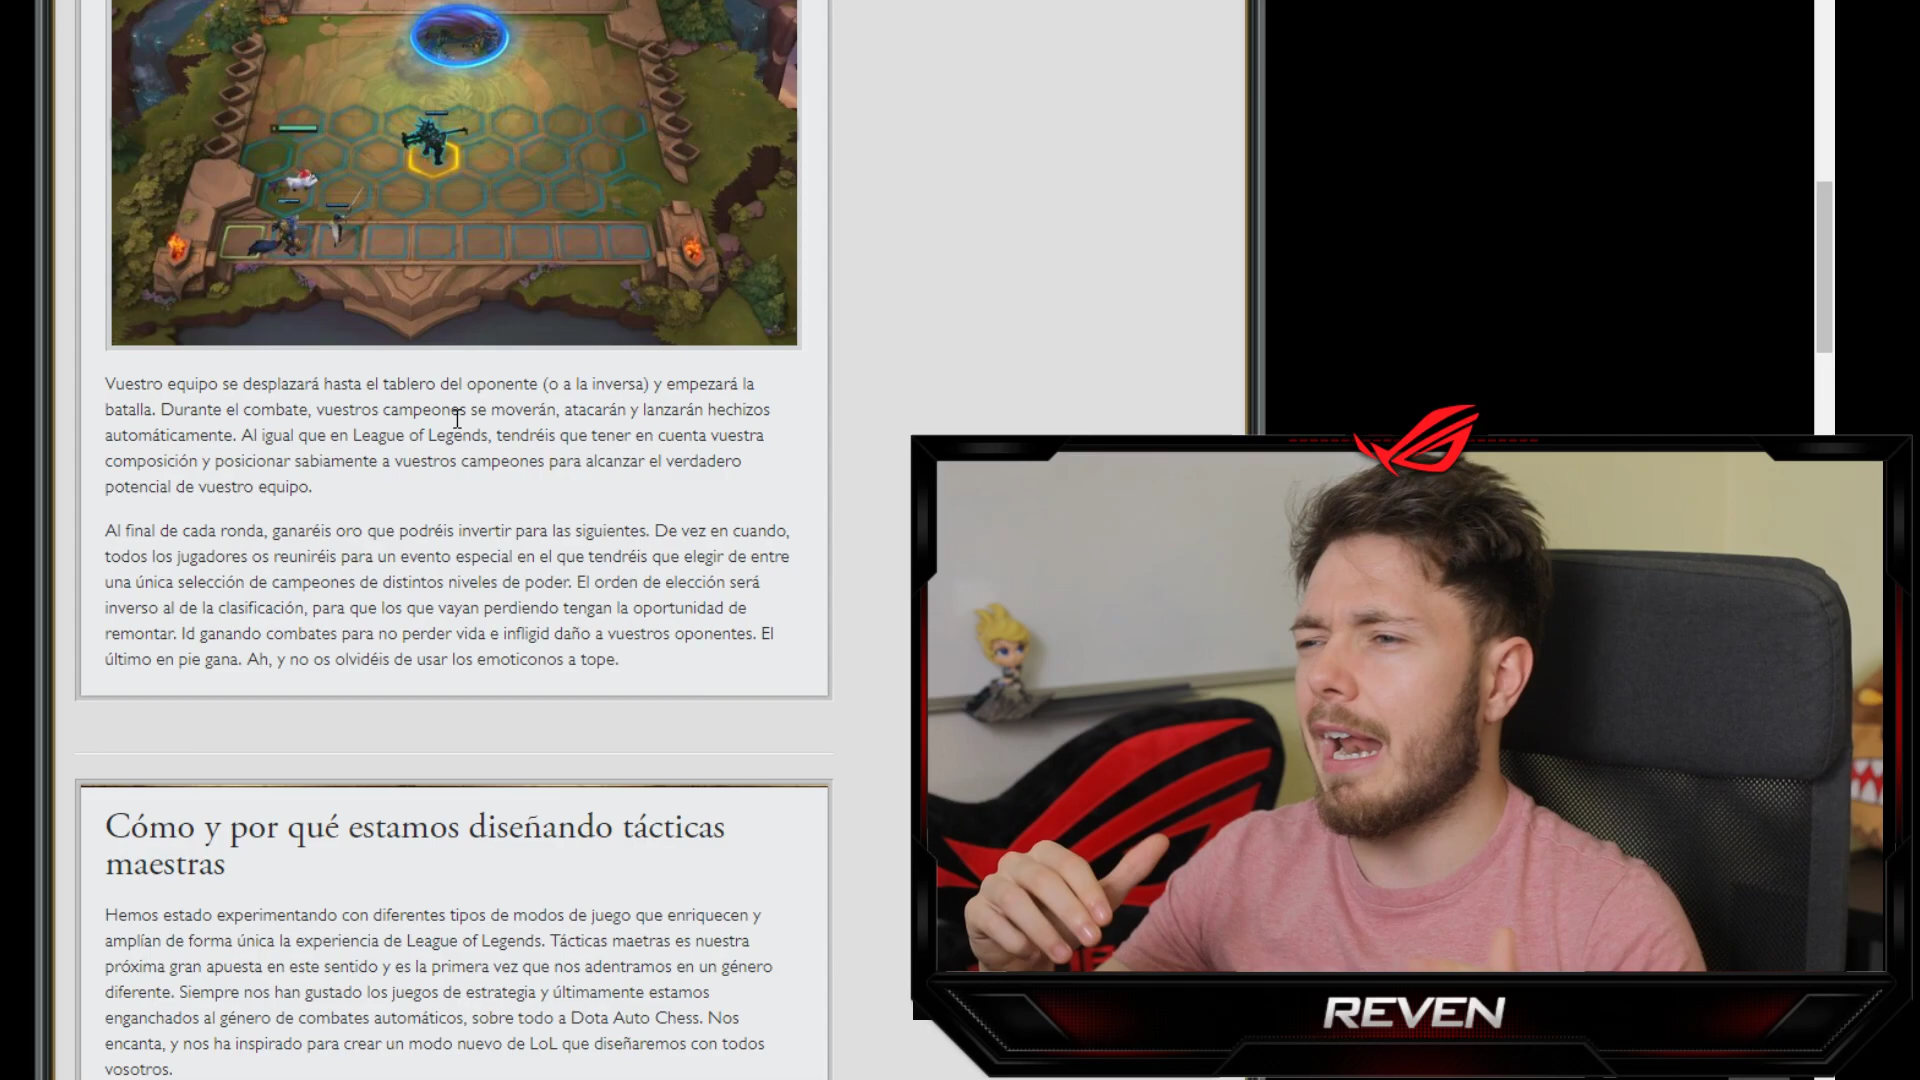 Vuestro equipo se desplazará hasta el tablero del oponente (o a la inversa) y empezará la
batalla. Durante el combate, vuestros campeones se moverán, atacarán y lanzarán hechizos
automáticamente. Al igual que en League of Legends, tendréis que tener en cuenta vuestra
composición y posicionar sabiamente a vuestros campeones para alcanzar el verdadero
potencial de vuestro equipo.
Al final de cada ronda, ganaréis oro que podréis invertir para las siguientes. De vez en cuando,
todos los jugadores os reuniréis para un evento especial en el que tendréis que elegir de entre
una única selección de campeones de distintos niveles de poder. El orden de elección será
inverso al de la clasificación, para que los que vayan perdiendo tengan la oportunidad de
remontar. Id ganando combates para no perder vida e infligid daño a vuestros oponentes. El
último en pie gana. Ah, y no os olvidéis de usar los emoticonos a tope.
Cómo y por qué estamos diseñando tácticas
maestras
Hemos estado experimentando con diferentes tipos de modos de juego que enriquecen y
amplían de forma única la experiencia de League of Legends. Tácticas maetras es nuestra
próxima gran apuesta en este sentido y es la primera vez que nos adentramos en un género
diferente. Siempre nos han gustado los juegos de estrategia y últimamente estamos
enganchados al género de combates automáticos, sobre todo a Dota Auto Chess. Nos
encanta, y nos ha inspirado para crear un modo nuevo de LoL que diseñaremos con todos
vosotros.
REVEN